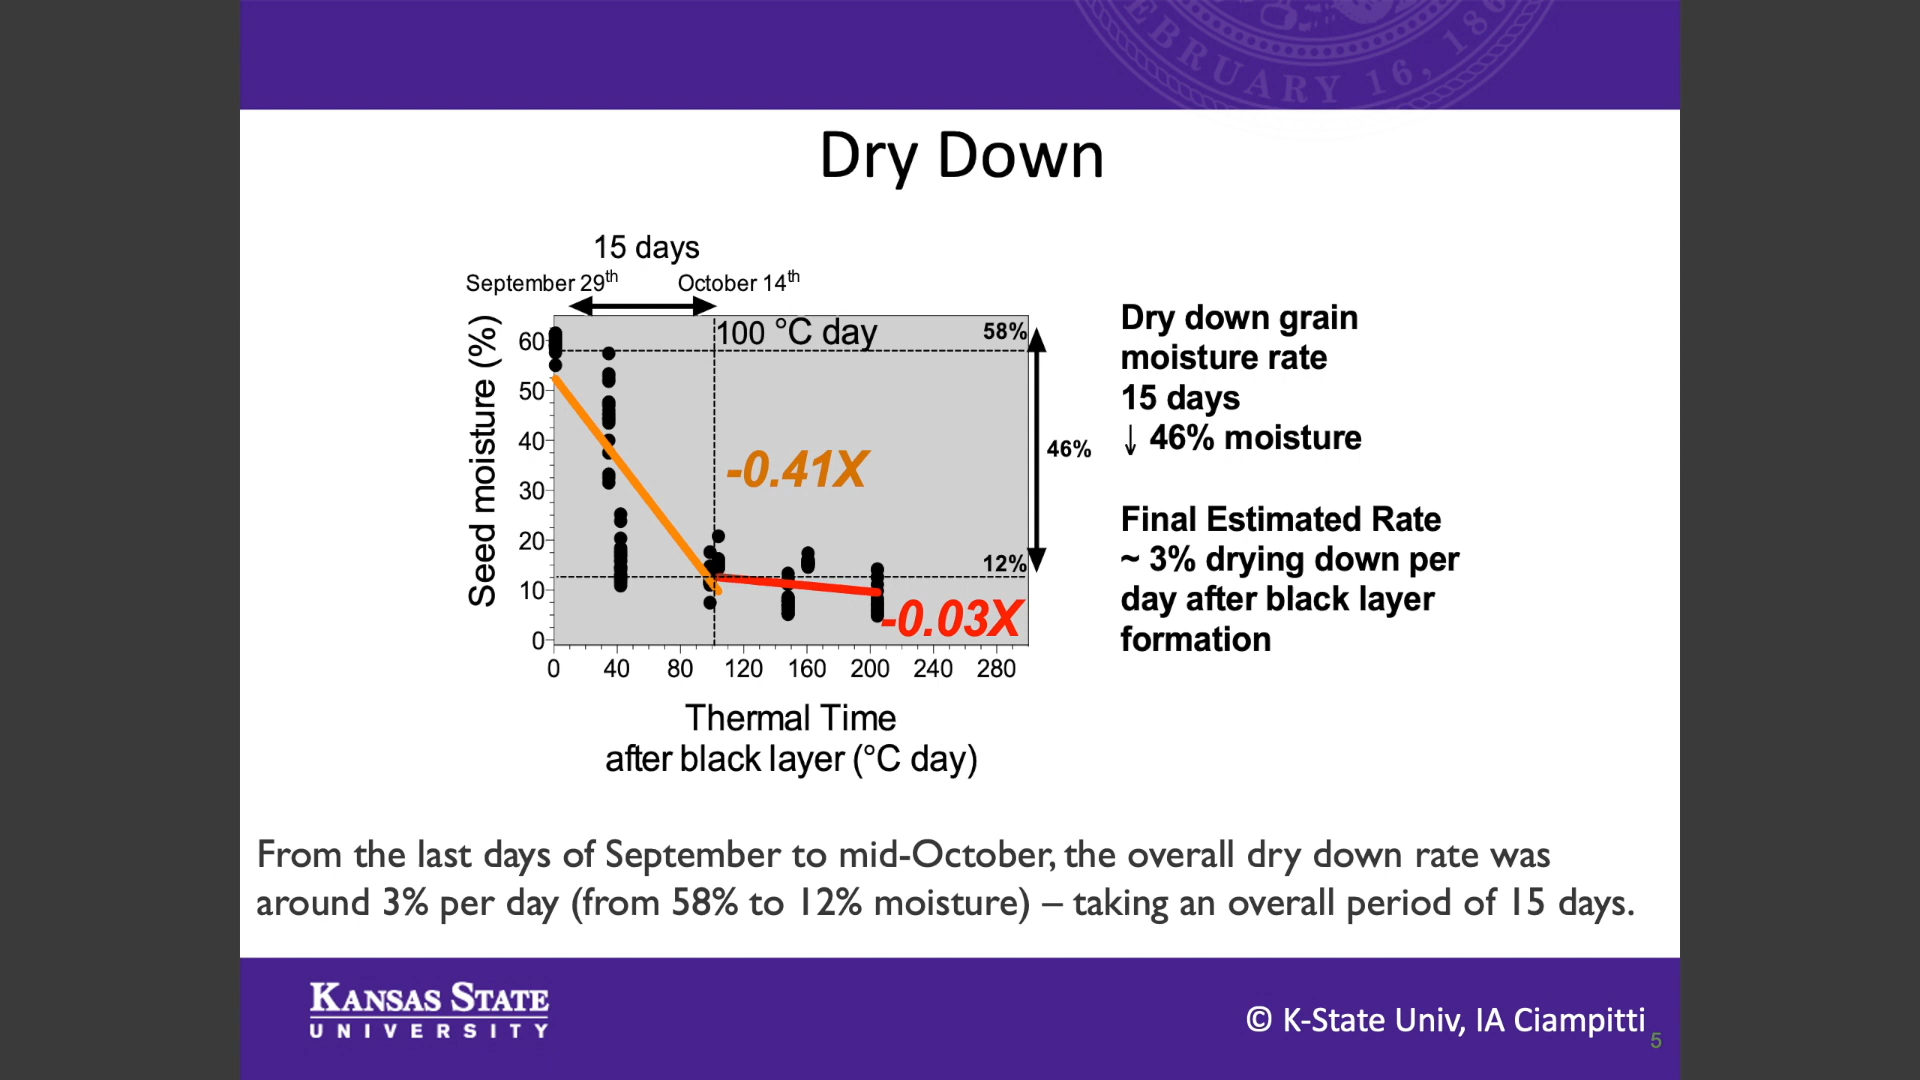 EBRUARY 16, 186
Dry Down
15 days
September 29th
October 14th
100 °C day
58%
46%
12%
-0.41X
-0.03X
Seed moisture (%)
60
50
40
30
20
10
0
0 40 80 120 160 200 240 280
Thermal Time
after black layer (°C day)
Dry down grain
moisture rate
15 days
↓ 46% moisture
Final Estimated Rate
~ 3% drying down per
day after black layer
formation
From the last days of September to mid-October, the overall dry down rate was
around 3% per day (from 58% to 12% moisture) – taking an overall period of 15 days.
KANSAS STATE
UNIVERSITY
© K-State Univ, IA Ciampitti
5